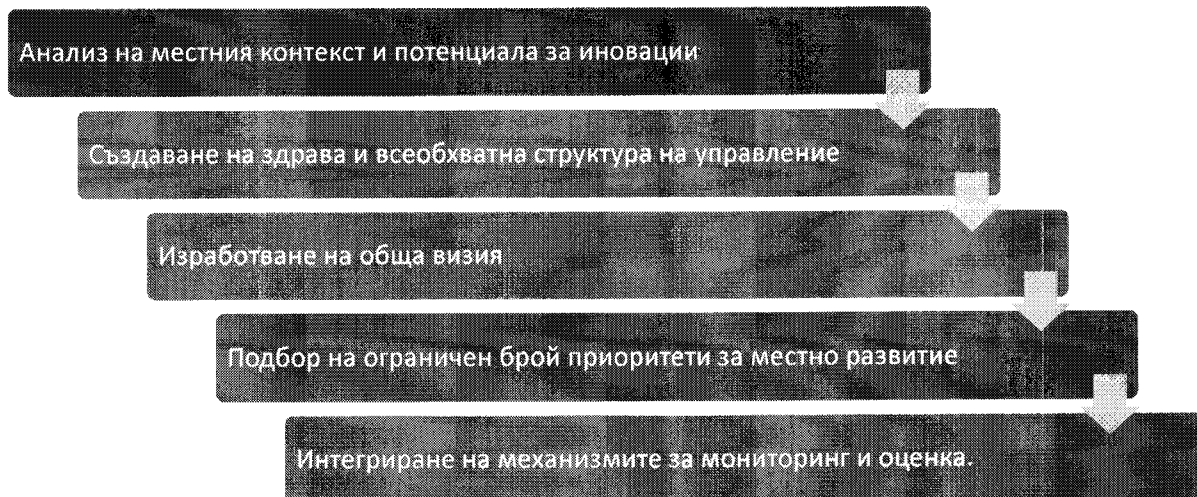 Анализ на местния контекст и потенциала за иновации
Създаване на здрава и всеобхватна структура на управление
Изработване на обща визия
Подбор на ограничен брой приоритети за местно развитие
Интегриране на механизмите за мониторинг и оценка.